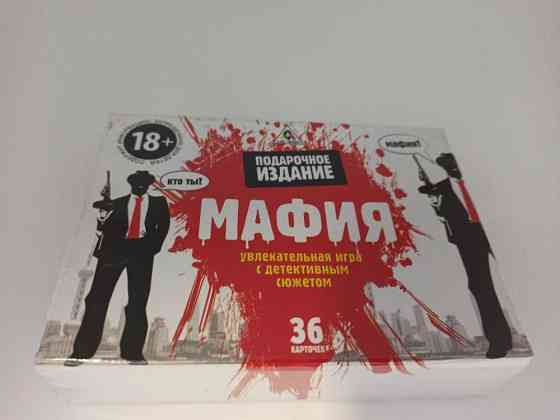 18+
ПОДАРОЧНОЕ
ИЗДАНИЕ
КТО ТЫ?
МАФИЯ!
МАФИЯ
УВЛЕКАТЕЛЬНАЯ ИГРА
С ДЕТЕКТИВНЫМ
СЮЖЕТОМ
36
КАРТОЧЕК